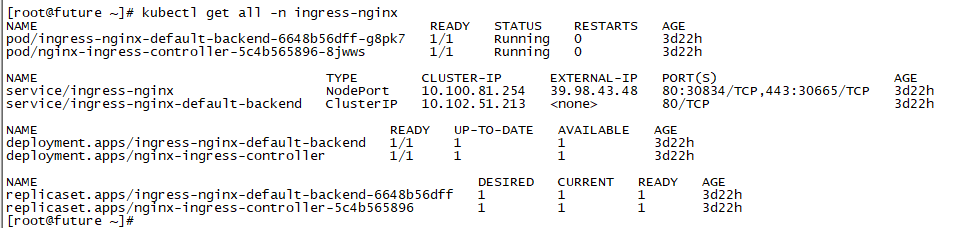 [root@future ~]# kubectl get all -n ingress-nginx
NAME READY STATUS RESTARTS AGE
pod/ingress-nginx-default-backend-6648b56dff-g8pk7 1/1 Running 0 3d22h
pod/nginx-ingress-controller-5c4b565896-8jwws 1/1 Running 0 3d22h
NAME TYPE CLUSTER-IP EXTERNAL-IP PORT(S) AGE
service/ingress-nginx NodePort 10.100.81.254 39.98.43.48 80:30834/TCP,443:30665/TCP 3d22h
service/ingress-nginx-default-backend ClusterIP 10.102.51.213 <none> 80/TCP 3d22h
NAME READY UP-TO-DATE AVAILABLE AGE
deployment.apps/ingress-nginx-default-backend 1/1 1 1 3d22h
deployment.apps/nginx-ingress-controller 1/1 1 1 3d22h
NAME DESIRED CURRENT READY AGE
replicaset.apps/ingress-nginx-default-backend-6648b56dff 1 1 1 3d22h
replicaset.apps/nginx-ingress-controller-5c4b565896 1 1 1 3d22h
[root@future ~]#